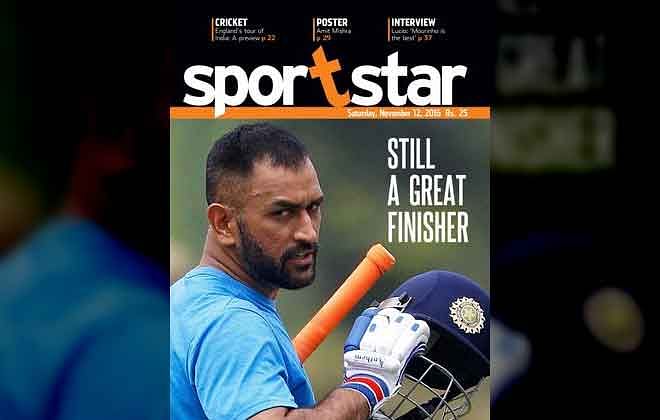 CRICKET
England's tour of
India: A preview p 22
POSTER
Amit Mishra
p 29
INTERVIEW
Lucio: 'Mourinho is
the best' p 37
sportstar
Saturday, November 12, 2016 Rs. 25
STILL
A GREAT
FINISHER